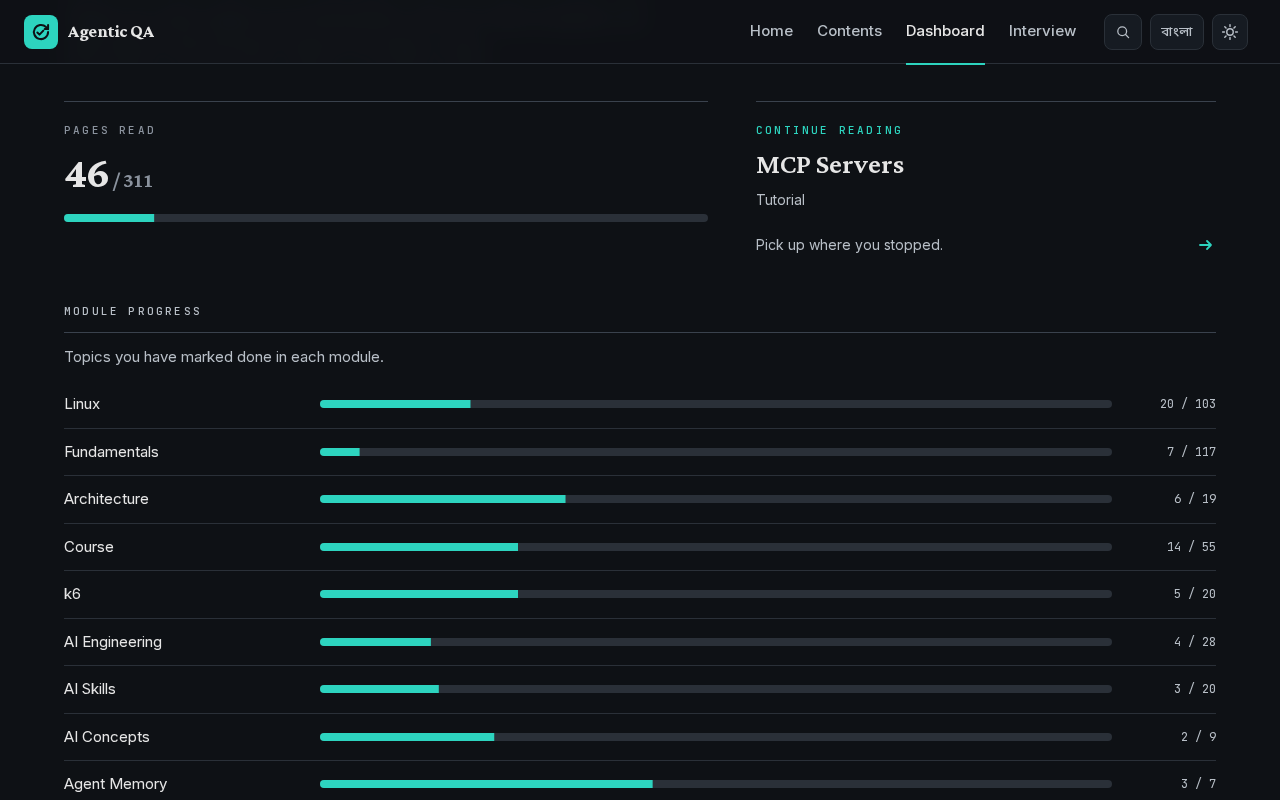 Agentic QA
Home
Contents
Dashboard
Interview
বাংলা
PAGES READ
46 / 311
CONTINUE READING
MCP Servers
Tutorial
Pick up where you stopped.
MODULE PROGRESS
Topics you have marked done in each module.
Linux 20 / 103
Fundamentals 7 / 117
Architecture 6 / 19
Course 14 / 55
k6 5 / 20
AI Engineering 4 / 28
AI Skills 3 / 20
AI Concepts 2 / 9
Agent Memory 3 / 7